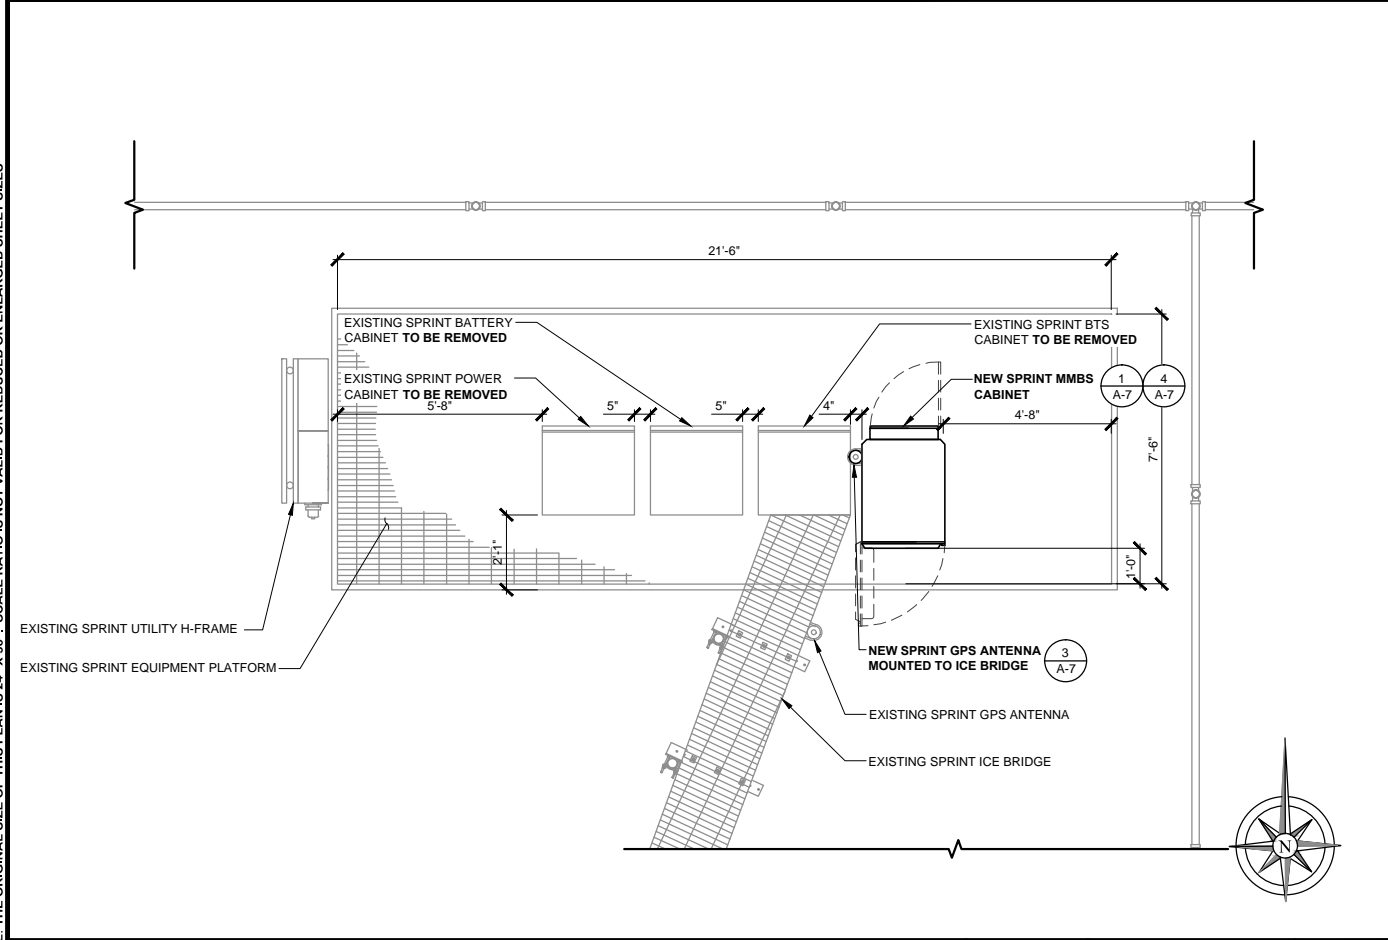 21'-6"
EXISTING SPRINT BATTERY
CABINET TO BE REMOVED
EXISTING SPRINT BTS
CABINET TO BE REMOVED
EXISTING SPRINT POWER
CABINET TO BE REMOVED
NEW SPRINT MMBS
CABINET
1
A-7
4
A-7
5'-8"
5"
5"
4"
4'-8"
7'-6"
2'-1"
1'-0"
EXISTING SPRINT UTILITY H-FRAME
EXISTING SPRINT EQUIPMENT PLATFORM
NEW SPRINT GPS ANTENNA
MOUNTED TO ICE BRIDGE
3
A-7
EXISTING SPRINT GPS ANTENNA
EXISTING SPRINT ICE BRIDGE
N